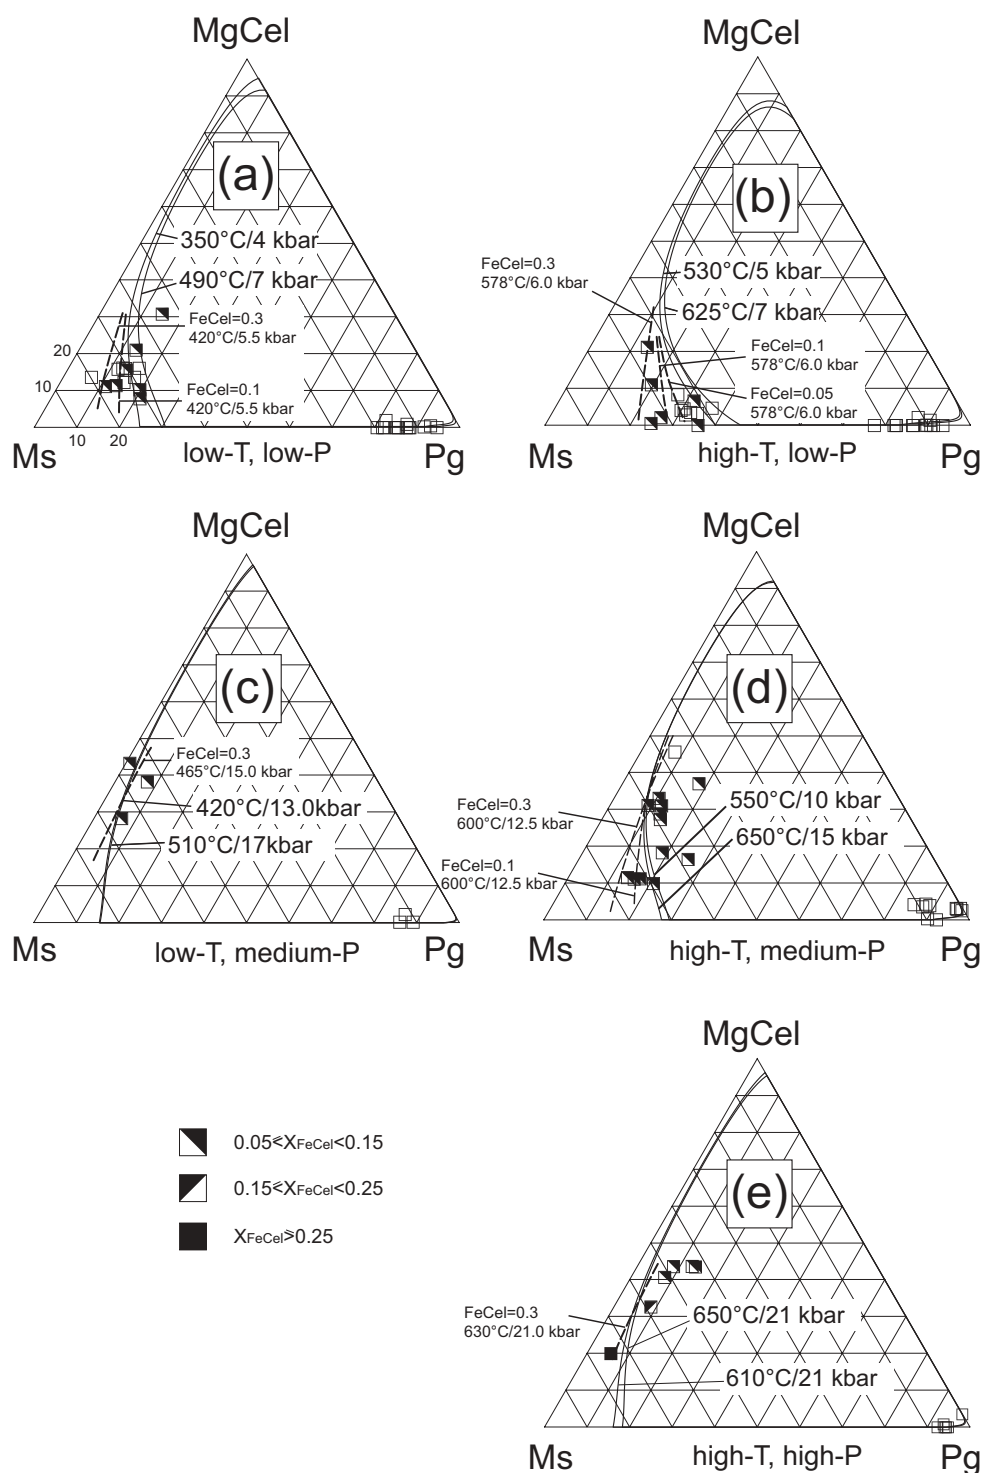 MgCel
(a)
350°C/4 kbar
490°C/7 kbar
FeCel=0.3
420°C/5.5 kbar
20
10
FeCel=0.1
420°C/5.5 kbar
10
20
Ms
low-T, low-P
Pg
MgCel
(b)
FeCel=0.3
578°C/6.0 kbar
530°C/5 kbar
625°C/7 kbar
FeCel=0.1
578°C/6.0 kbar
FeCel=0.05
578°C/6.0 kbar
Ms
high-T, low-P
Pg
MgCel
(c)
FeCel=0.3
465°C/15.0 kbar
420°C/13.0kbar
510°C/17kbar
Ms
low-T, medium-P
Pg
MgCel
(d)
550°C/10 kbar
FeCel=0.3
600°C/12.5 kbar
650°C/15 kbar
FeCel=0.1
600°C/12.5 kbar
Ms
high-T, medium-P
Pg
MgCel
(e)
0.05≤XFeCel<0.15
0.15≤XFeCel<0.25
XFeCel≥0.25
FeCel=0.3
630°C/21.0 kbar
650°C/21 kbar
610°C/21 kbar
Ms
high-T, high-P
Pg